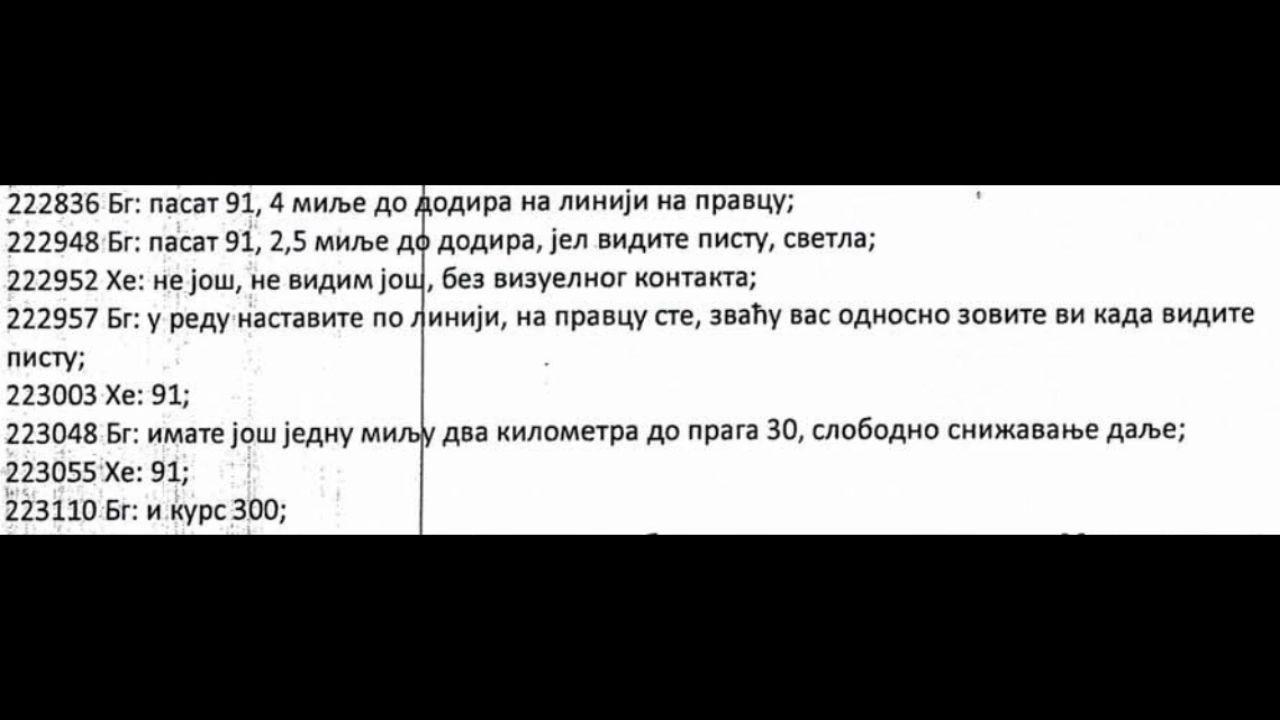 222836 Бг: пасат 91, 4 миље до додира на линији на правцу;
222948 Бг: пасат 91, 2,5 миље до додира, јел видите писту, светла;
222952 Хе: не још, не видим још, без визуелног контакта;
222957 Бг: у реду наставите по линији, на правцу сте, зваћу вас односно зовите ви када видите
писту;
223003 Хе: 91;
223048 Бг: имате још једну миљу два километра до прага 30, слободно снижавање даље;
223055 Хе: 91;
223110 Бг: и курс 300;